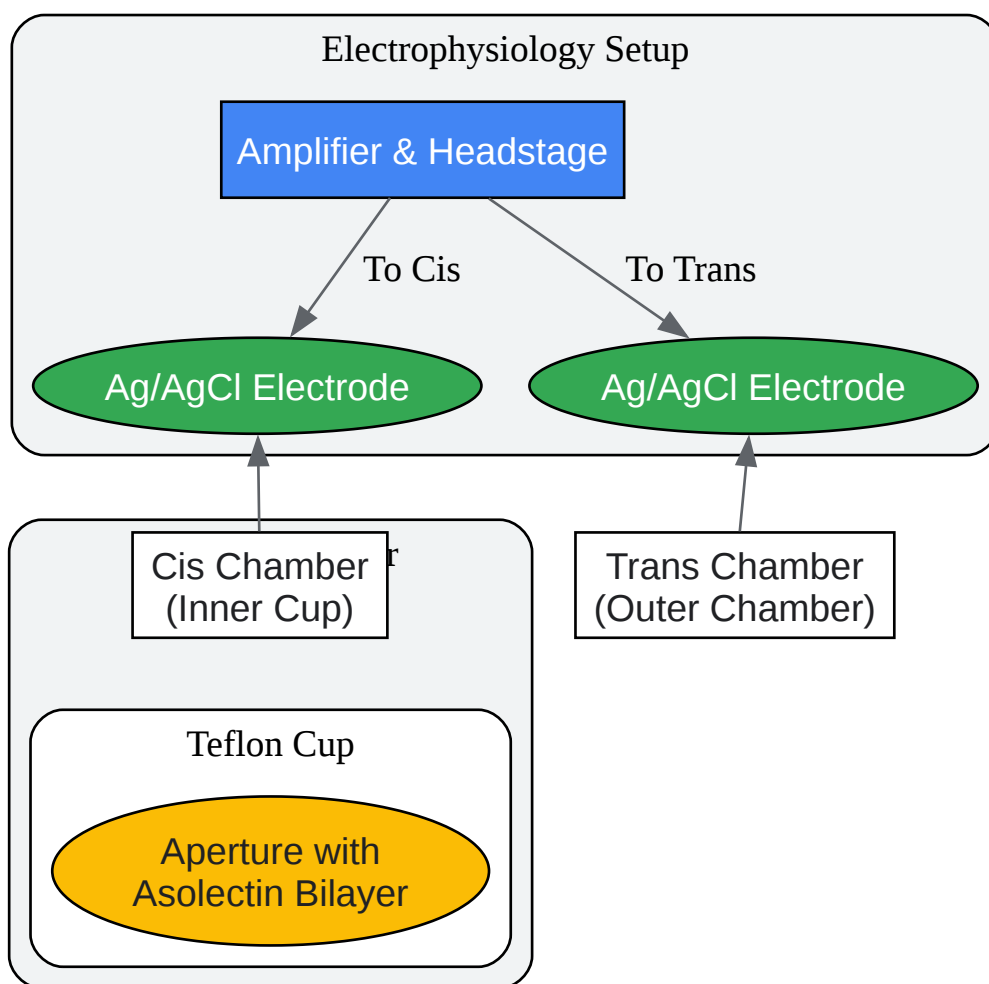 Electrophysiology Setup
Amplifier & Headstage
To Cis
To Trans
Ag/AgCl Electrode
Ag/AgCl Electrode
Cis Chamber
(Inner Cup)
Trans Chamber
(Outer Chamber)
Teflon Cup
Aperture with
Asolectin Bilayer